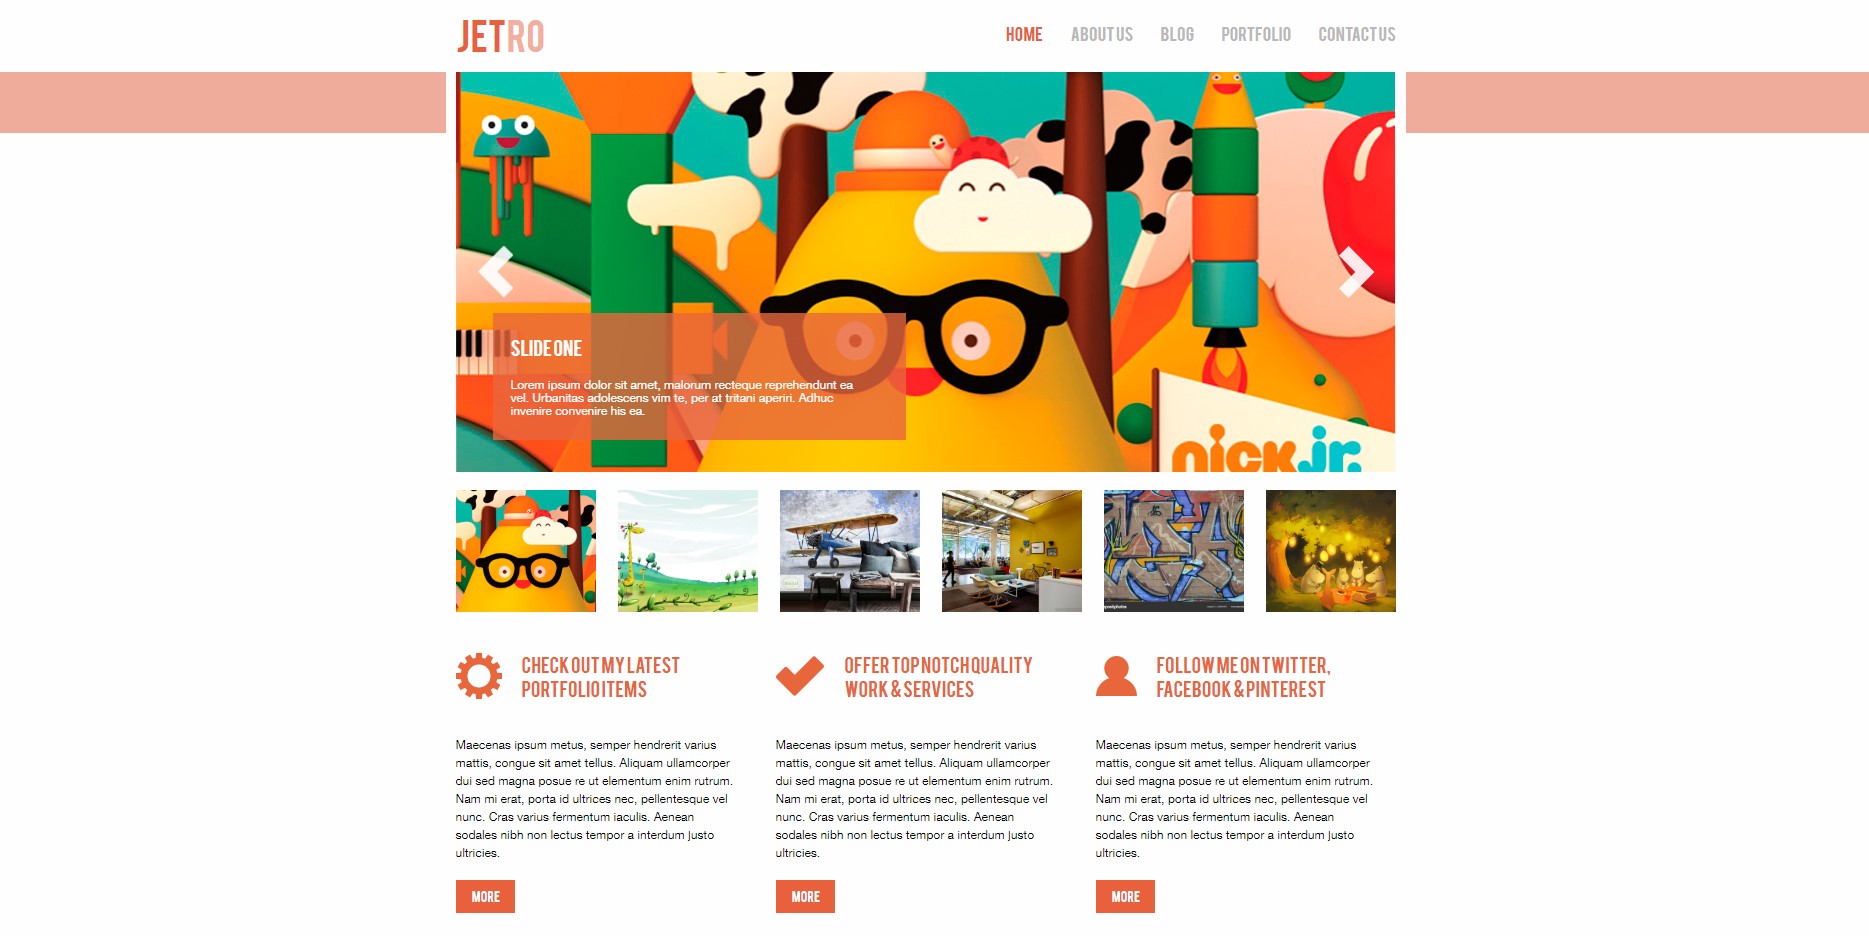 JETRO
HOME ABOUT US BLOG PORTFOLIO CONTACT US
SLIDE ONE
Lorem ipsum dolor sit amet, malorum recteque reprehendunt ea
vel. Urbanitas adolescens vim te, per at tritani aperiri. Adhuc
invenire convenire his ea.
nick jr.
CHECK OUT MY LATEST
PORTFOLIO ITEMS
OFFER TOP NOTCH QUALITY
WORK & SERVICES
FOLLOW ME ON TWITTER,
FACEBOOK & PINTEREST
Maecenas ipsum metus, semper hendrerit varius
mattis, congue sit amet tellus. Aliquam ullamcorper
dui sed magna posue re ut elementum enim rutrum.
Nam mi erat, porta id ultrices nec, pellentesque vel
nunc. Cras varius fermentum iaculis. Aenean
sodales nibh non lectus tempor a interdum justo
ultricies.
MORE
Maecenas ipsum metus, semper hendrerit varius
mattis, congue sit amet tellus. Aliquam ullamcorper
dui sed magna posue re ut elementum enim rutrum.
Nam mi erat, porta id ultrices nec, pellentesque vel
nunc. Cras varius fermentum iaculis. Aenean
sodales nibh non lectus tempor a interdum justo
ultricies.
MORE
Maecenas ipsum metus, semper hendrerit varius
mattis, congue sit amet tellus. Aliquam ullamcorper
dui sed magna posue re ut elementum enim rutrum.
Nam mi erat, porta id ultrices nec, pellentesque vel
nunc. Cras varius fermentum iaculis. Aenean
sodales nibh non lectus tempor a interdum justo
ultricies.
MORE